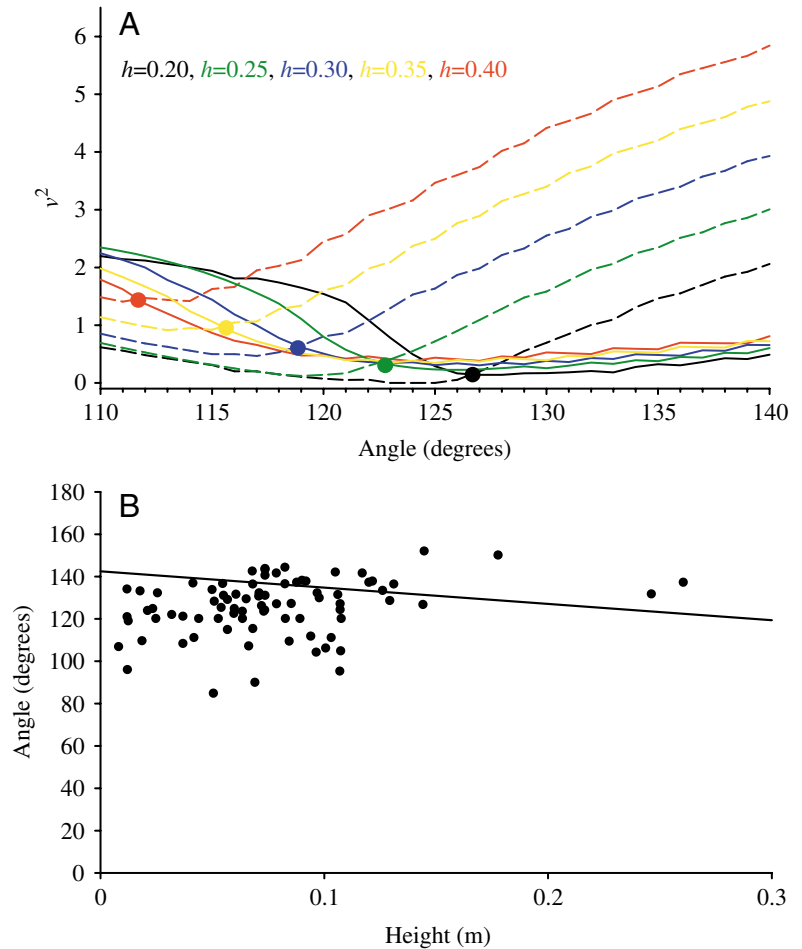 A
h=0.20, h=0.25, h=0.30, h=0.35, h=0.40
6
5
4
3
2
1
0
v²
110 115 120 125 130 135 140
Angle (degrees)
B
180
160
140
120
100
80
60
40
20
0
Angle (degrees)
0 0.1 0.2 0.3
Height (m)